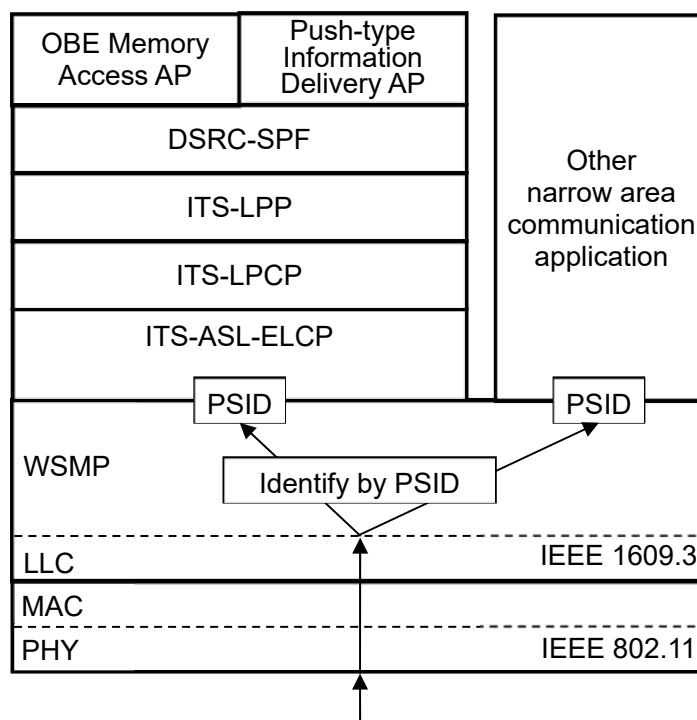 OBE Memory
Access AP
Push-type
Information
Delivery AP
DSRC-SPF
ITS-LPP
ITS-LPCP
ITS-ASL-ELCP
Other
narrow area
communication
application
PSID
PSID
WSMP
Identify by PSID
LLC
IEEE 1609.3
MAC
PHY
IEEE 802.11